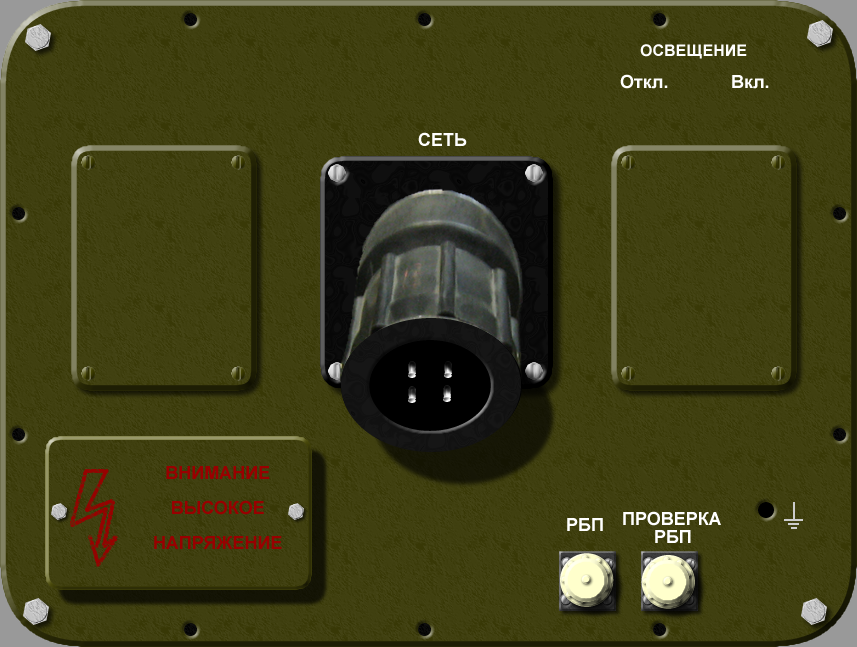 ОСВЕЩЕНИЕ
Откл. Вкл.
СЕТЬ
ВНИМАНИЕ
ВЫСОКОЕ
НАПРЯЖЕНИЕ
РБП
ПРОВЕРКА
РБП